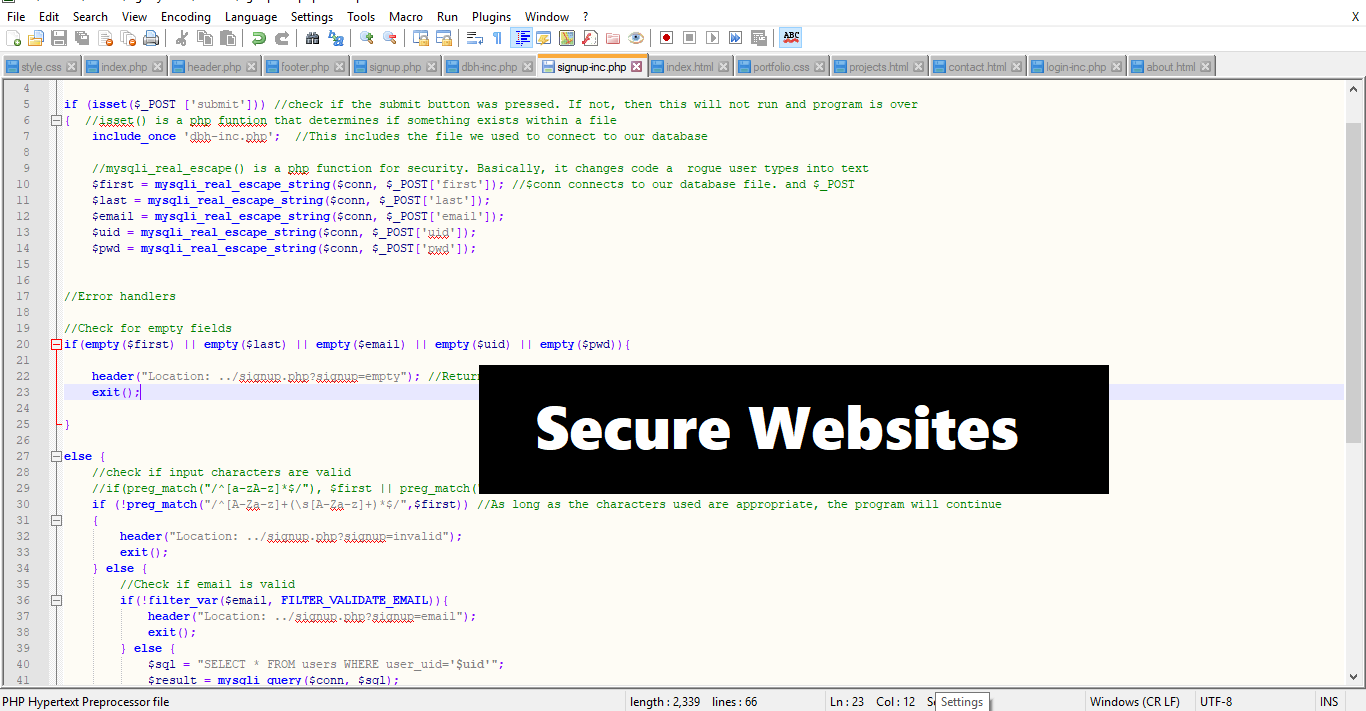 File Edit Search View Encoding Language Settings Tools Macro Run Plugins Window ? X
ABC
style.css index.php header.php footer.php signup.php dbh-inc.php signup-inc.php index.html portfolio.css projects.html contact.html login-inc.php about.html
4
5 if (isset($_POST ['submit'])) //check if the submit button was pressed. If not, then this will not run and program is over
6 { //isset() is a php funtion that determines if something exists within a file
7 include_once 'dbh-inc.php'; //This includes the file we used to connect to our database
8
9 //mysqli_real_escape() is a php function for security. Basically, it changes code a  rogue user types into text
10 $first = mysqli_real_escape_string($conn, $_POST['first']); //$conn connects to our database file. and $_POST
11 $last = mysqli_real_escape_string($conn, $_POST['last']);
12 $email = mysqli_real_escape_string($conn, $_POST['email']);
13 $uid = mysqli_real_escape_string($conn, $_POST['uid']);
14 $pwd = mysqli_real_escape_string($conn, $_POST['pwd']);
15
16
17 //Error handlers
18
19 //Check for empty fields
20 if(empty($first) || empty($last) || empty($email) || empty($uid) || empty($pwd)){
21
22 header("Location: ../signup.php?signup=empty"); //Return
23 exit();
Secure Websites
24
25 }
26
27 else {
28 //check if input characters are valid
29 //if(preg_match("/^[a-zA-z]*$/"), $first || preg_match(
30 if (!preg_match("/^[A-Za-z]+(\s[A-Za-z]+)*$/",$first)) //As long as the characters used are appropriate, the program will continue
31 {
32 header("Location: ../signup.php?signup=invalid");
33 exit();
34 } else {
35 //Check if email is valid
36 if(!filter_var($email, FILTER_VALIDATE_EMAIL)){
37 header("Location: ../signup.php?signup=email");
38 exit();
39 } else {
40 $sql = "SELECT * FROM users WHERE user_uid='$uid'";
41 $result = mysqli_query($conn, $sql);
PHP Hypertext Preprocessor file length : 2,339 lines : 66 Ln : 23 Col : 12 Settings Windows (CR LF) UTF-8 INS